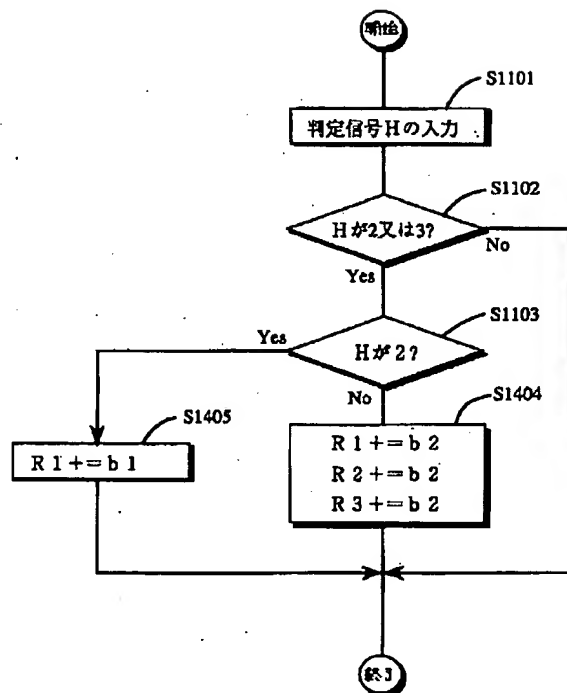 開始
S1101
判定信号Hの入力
S1102
Hが2又は3?
No
Yes
S1103
Yes
Hが2?
No
S1404
S1405
R1+=b1
R1+=b2
R2+=b2
R3+=b2
終了